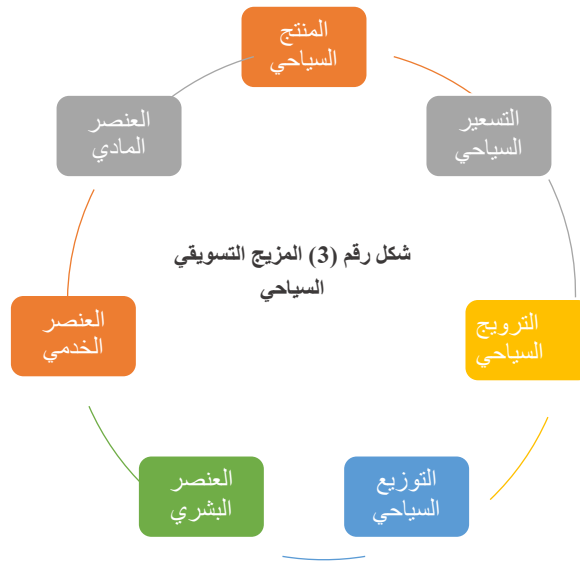 المنتج
السياحي
التسعير
السياحي
الترويج
السياحي
التوزيع
السياحي
العنصر
البشري
العنصر
الخدمي
العنصر
المادي
شكل رقم (3) المزيج التسويقي
السياحي